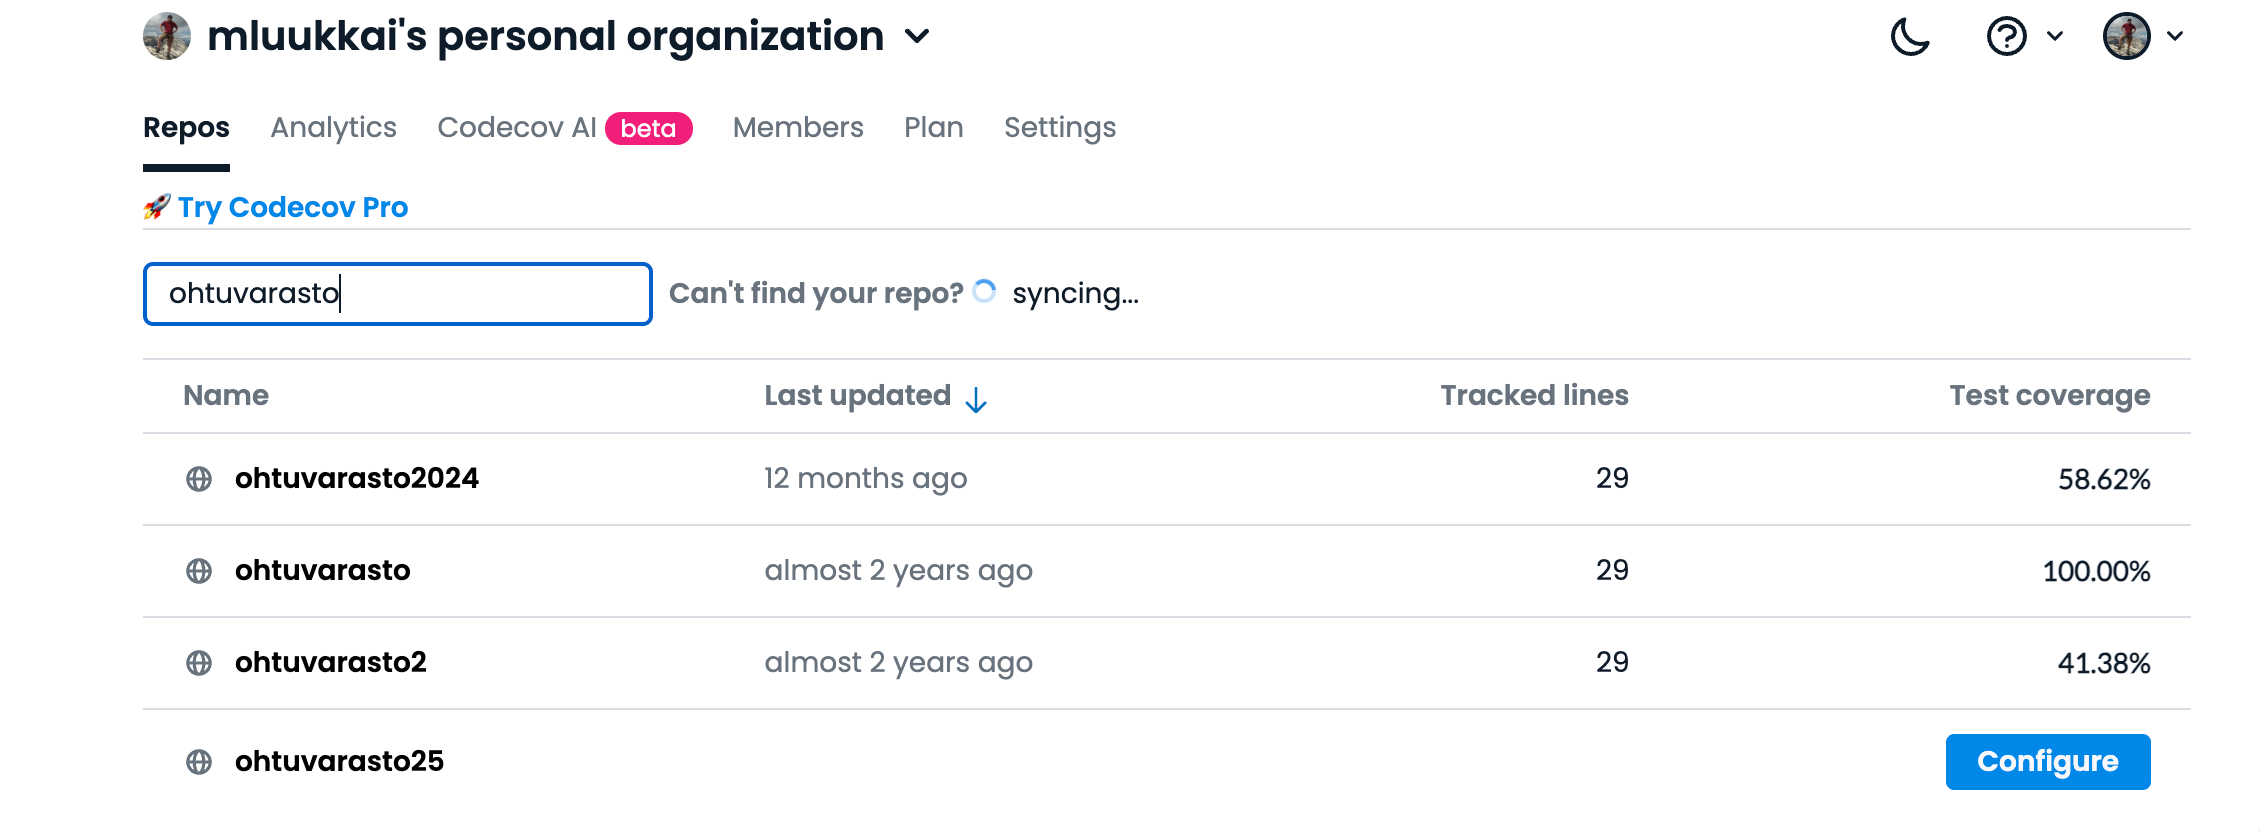 mluukkai's personal organization
Repos Analytics Codecov AI beta Members Plan Settings
🚀 Try Codecov Pro
ohtuvarasto Can't find your repo? syncing...
Name Last updated ↓ Tracked lines Test coverage
ohtuvarasto2024 12 months ago 29 58.62%
ohtuvarasto almost 2 years ago 29 100.00%
ohtuvarasto2 almost 2 years ago 29 41.38%
ohtuvarasto25 Configure